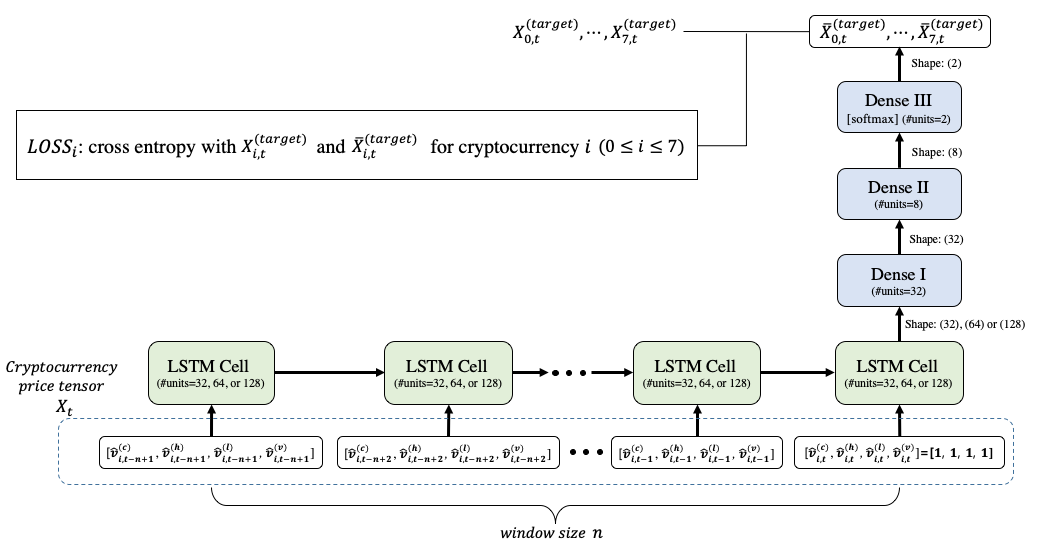 X_{0,t}^{(target)}, ⋯, X_{7,t}^{(target)}
X̄_{0,t}^{(target)}, ⋯, X̄_{7,t}^{(target)}
Shape: (2)
Dense III
[softmax] (#units=2)
LOSS_i: cross entropy with X_{i,t}^{(target)} and X̄_{i,t}^{(target)} for cryptocurrency i (0 ≤ i ≤ 7)
Shape: (8)
Dense II
(#units=8)
Shape: (32)
Dense I
(#units=32)
Shape: (32), (64) or (128)
Cryptocurrency
price tensor
X_t
LSTM Cell
(#units=32, 64, or 128)
LSTM Cell
(#units=32, 64, or 128)
LSTM Cell
(#units=32, 64, or 128)
LSTM Cell
(#units=32, 64, or 128)
[v̂_{i,t−n+1}^{(c)}, v̂_{i,t−n+1}^{(h)}, v̂_{i,t−n+1}^{(l)}, v̂_{i,t−n+1}^{(v)}]
[v̂_{i,t−n+2}^{(c)}, v̂_{i,t−n+2}^{(h)}, v̂_{i,t−n+2}^{(l)}, v̂_{i,t−n+2}^{(v)}]
[v̂_{i,t−1}^{(c)}, v̂_{i,t−1}^{(h)}, v̂_{i,t−1}^{(l)}, v̂_{i,t−1}^{(v)}]
[v̂_{i,t}^{(c)}, v̂_{i,t}^{(h)}, v̂_{i,t}^{(l)}, v̂_{i,t}^{(v)}]=[1, 1, 1, 1]
window size n